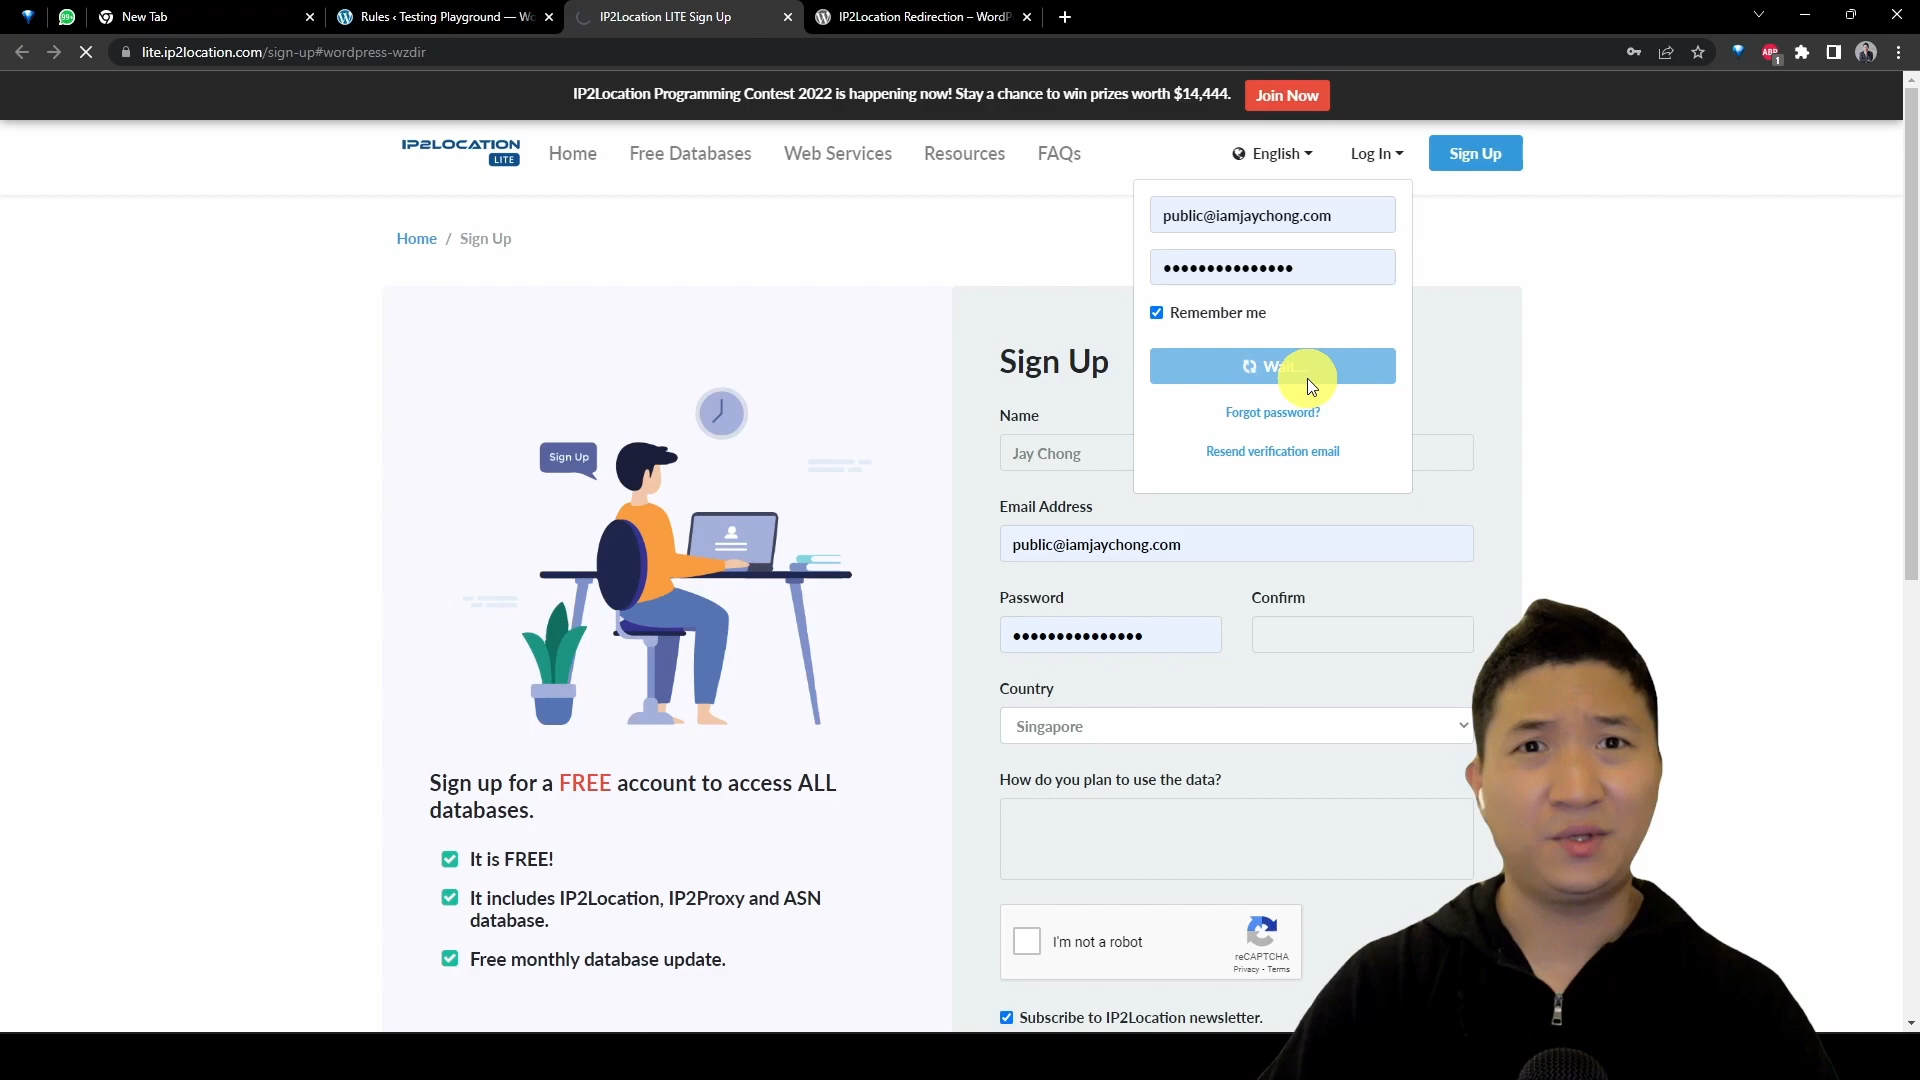 New Tab
Rules ‹ Testing Playground — Wo
IP2Location LITE Sign Up
IP2Location Redirection – WordP
lite.ip2location.com/sign-up#wordpress-wzdir
ABP
1
99+
IP2Location Programming Contest 2022 is happening now! Stay a chance to win prizes worth $14,444.
Join Now
IP2LOCATION
LITE
Home
Free Databases
Web Services
Resources
FAQs
English
Log In
Sign Up
public@iamjaychong.com
Remember me
Wait...
Forgot password?
Resend verification email
Home / Sign Up
Sign Up
Sign up for a FREE account to access ALL
databases.
It is FREE!
It includes IP2Location, IP2Proxy and ASN
database.
Free monthly database update.
Sign Up
Name
Jay Chong
Email Address
public@iamjaychong.com
Password
Confirm
Country
Singapore
How do you plan to use the data?
I'm not a robot
reCAPTCHA
Privacy - Terms
Subscribe to IP2Location newsletter.